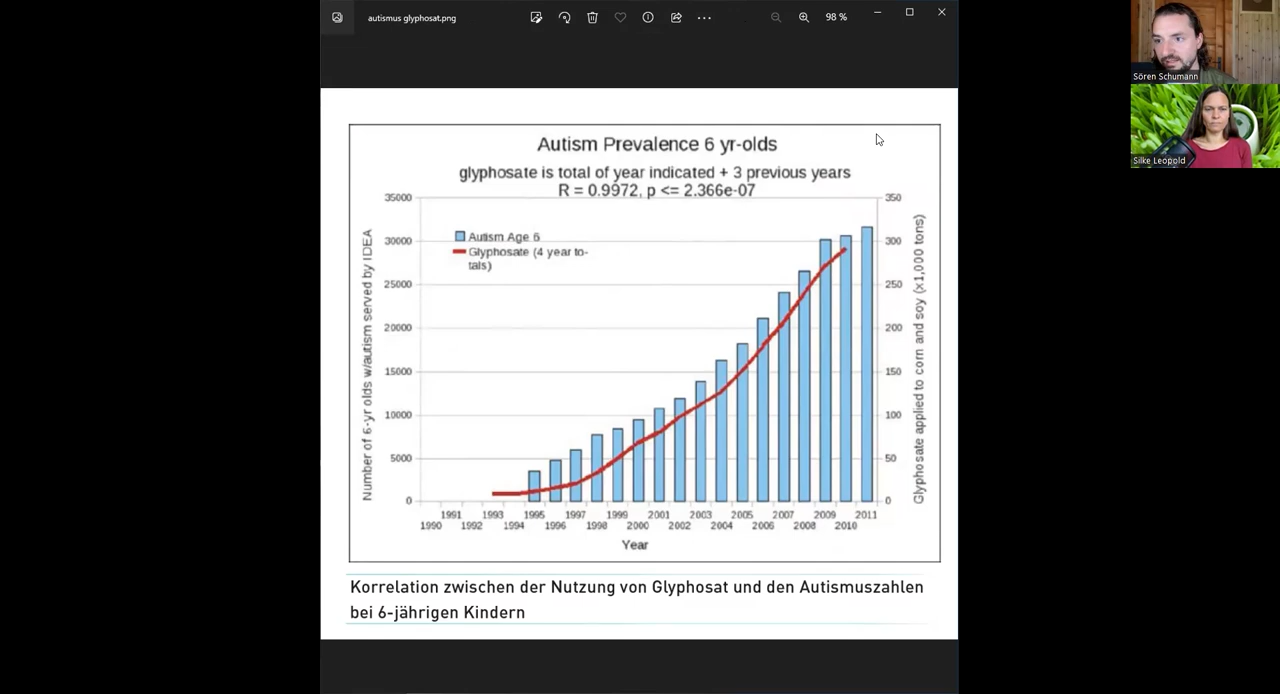 autismus glyphosat.png
98 %
Sören Schumann
Silke Leopold
Autism Prevalence 6 yr-olds
glyphosate is total of year indicated + 3 previous years
R = 0.9972, p <= 2.366e-07
Number of 6-yr olds w/autism served by IDEA
35000
30000
25000
20000
15000
10000
5000
0
Autism Age 6
Glyphosate (4 year to-
tals)
350
300
250
200
150
100
50
0
Glyphosate applied to corn and soy (x1,000 tons)
1991 1993 1995 1997 1999 2001 2003 2005 2007 2009 2011
1990 1992 1994 1996 1998 2000 2002 2004 2006 2008 2010
Year
Korrelation zwischen der Nutzung von Glyphosat und den Autismuszahlen
bei 6-jährigen Kindern